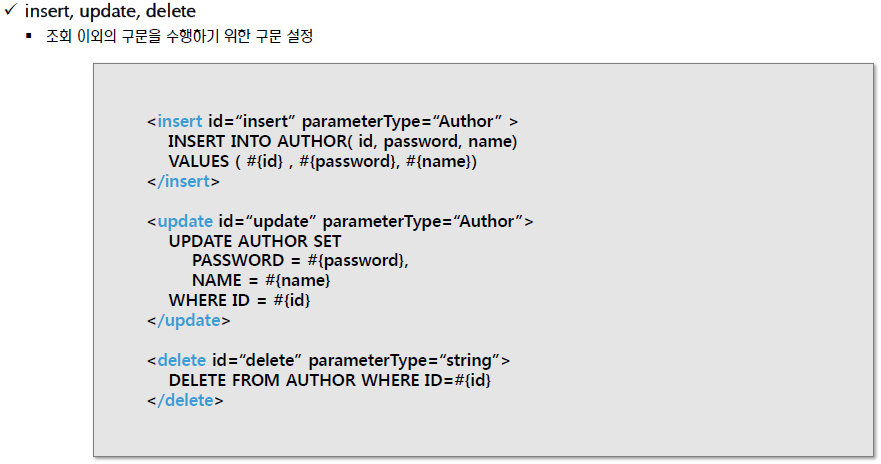 ✓ insert, update, delete
▪ 조회 이외의 구문을 수행하기 위한 구문 설정
<insert id=“insert” parameterType=“Author” >
INSERT INTO AUTHOR( id, password, name)
VALUES ( #{id} , #{password}, #{name})
</insert>
<update id=“update” parameterType=“Author”>
UPDATE AUTHOR SET
PASSWORD = #{password},
NAME = #{name}
WHERE ID = #{id}
</update>
<delete id=“delete” parameterType=“string”>
DELETE FROM AUTHOR WHERE ID=#{id}
</delete>